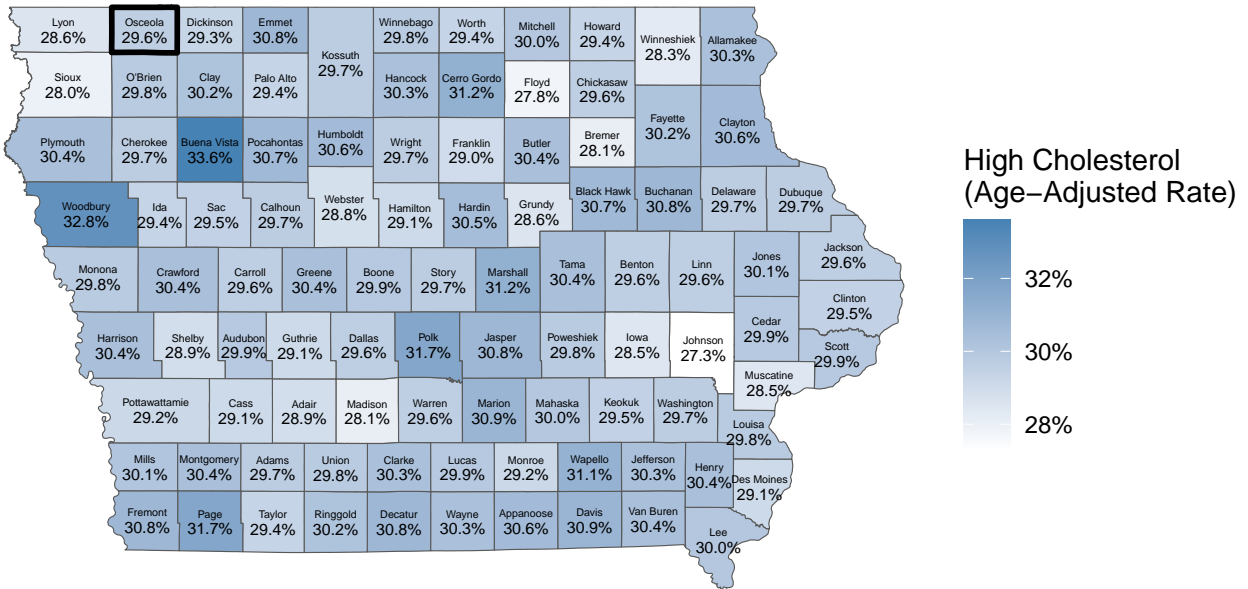 Lyon
28.6%
Osceola
29.6%
Dickinson
29.3%
Emmet
30.8%
Kossuth
29.7%
Winnebago
29.8%
Worth
29.4%
Mitchell
30.0%
Howard
29.4%
Winneshiek
28.3%
Allamakee
30.3%
Sioux
28.0%
O'Brien
29.8%
Clay
30.2%
Palo Alto
29.4%
Hancock
30.3%
Cerro Gordo
31.2%
Floyd
27.8%
Chickasaw
29.6%
Fayette
30.2%
Clayton
30.6%
Plymouth
30.4%
Cherokee
29.7%
Buena Vista
33.6%
Pocahontas
30.7%
Humboldt
30.6%
Wright
29.7%
Franklin
29.0%
Butler
30.4%
Bremer
28.1%
Woodbury
32.8%
Ida
29.4%
Sac
29.5%
Calhoun
29.7%
Webster
28.8%
Hamilton
29.1%
Hardin
30.5%
Grundy
28.6%
Black Hawk
30.7%
Buchanan
30.8%
Delaware
29.7%
Dubuque
29.7%
Monona
29.8%
Crawford
30.4%
Carroll
29.6%
Greene
30.4%
Boone
29.9%
Story
29.7%
Marshall
31.2%
Tama
30.4%
Benton
29.6%
Linn
29.6%
Jones
30.1%
Jackson
29.6%
Clinton
29.5%
Harrison
30.4%
Shelby
28.9%
Audubon
29.9%
Guthrie
29.1%
Dallas
29.6%
Polk
31.7%
Jasper
30.8%
Poweshiek
29.8%
Iowa
28.5%
Johnson
27.3%
Cedar
29.9%
Scott
29.9%
Muscatine
28.5%
Pottawattamie
29.2%
Cass
29.1%
Adair
28.9%
Madison
28.1%
Warren
29.6%
Marion
30.9%
Mahaska
30.0%
Keokuk
29.5%
Washington
29.7%
Louisa
29.8%
Mills
30.1%
Montgomery
30.4%
Adams
29.7%
Union
29.8%
Clarke
30.3%
Lucas
29.9%
Monroe
29.2%
Wapello
31.1%
Jefferson
30.3%
Henry
30.4%
Des Moines
29.1%
Fremont
30.8%
Page
31.7%
Taylor
29.4%
Ringgold
30.2%
Decatur
30.8%
Wayne
30.3%
Appanoose
30.6%
Davis
30.9%
Van Buren
30.4%
Lee
30.0%
High Cholesterol
(Age−Adjusted Rate)
32%
30%
28%